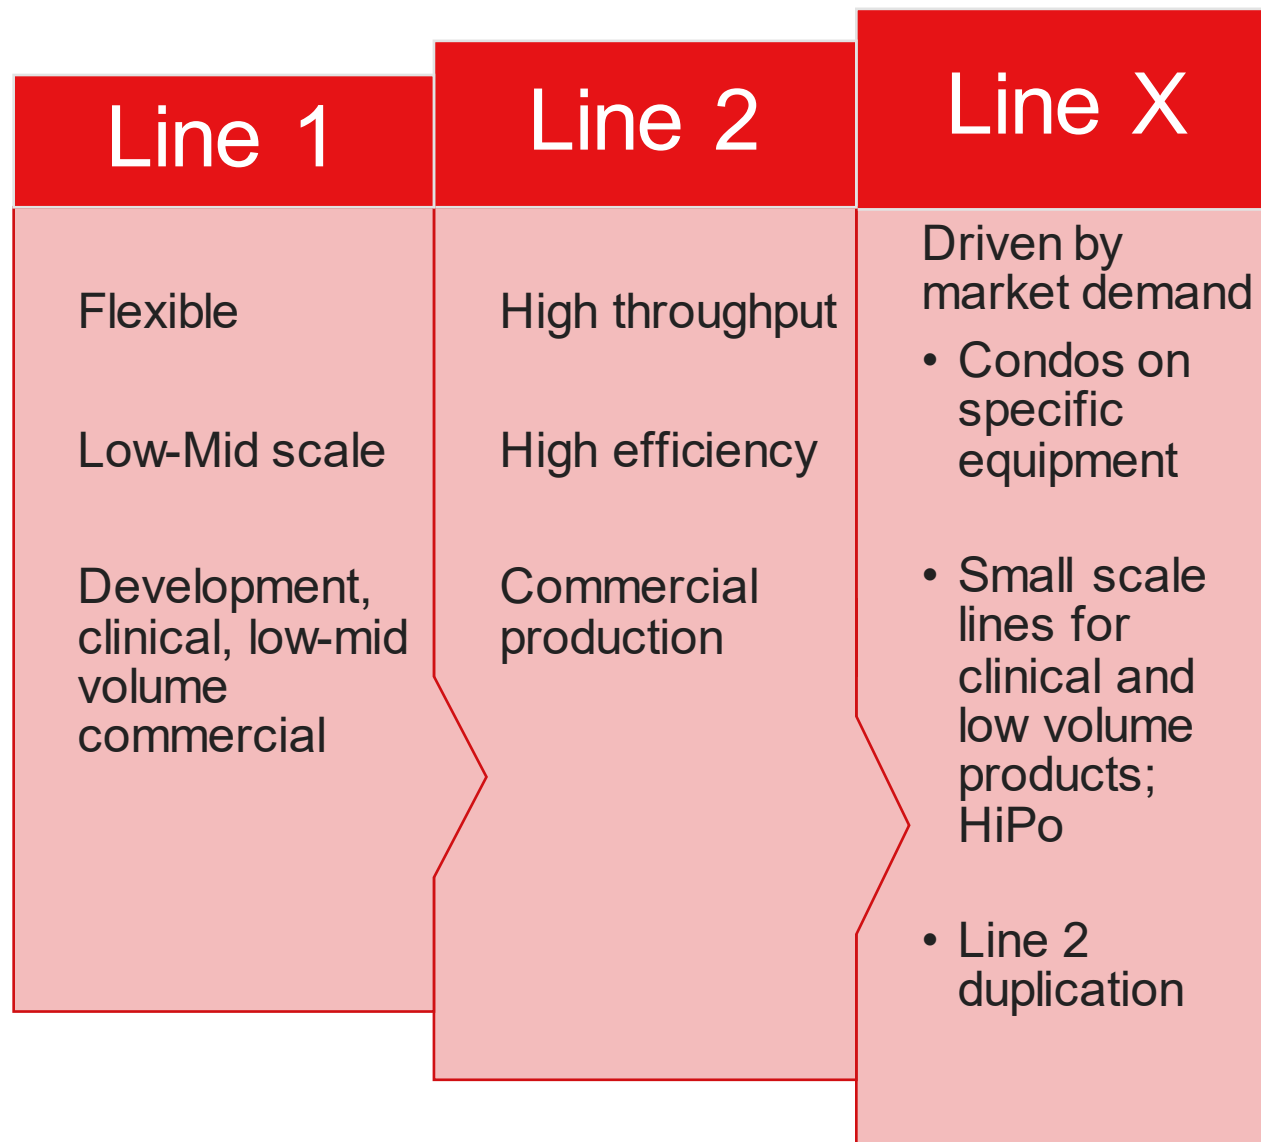 Line 1
Flexible
Low-Mid scale
Development,
clinical, low-mid
volume
commercial
Line 2
High throughput
High efficiency
Commercial
production
Line X
Driven by
market demand
• Condos on
specific
equipment
• Small scale
lines for
clinical and
low volume
products;
HiPo
• Line 2
duplication